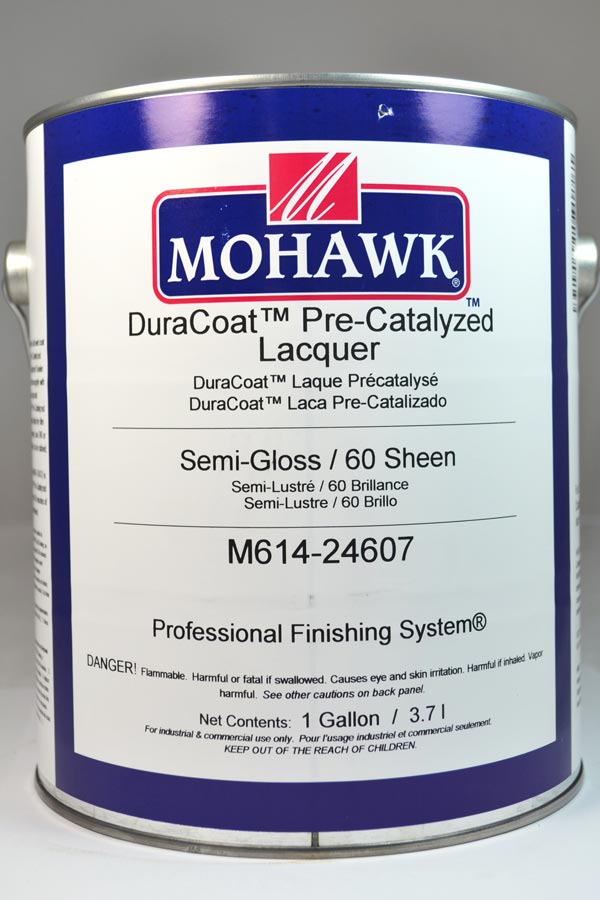 MOHAWK®
™
DuraCoat™ Pre-Catalyzed
Lacquer
DuraCoat™ Laque Précatalysé
DuraCoat™ Laca Pre-Catalizado
Semi-Gloss / 60 Sheen
Semi-Lustré / 60 Brillance
Semi-Lustre / 60 Brillo
M614-24607
Professional Finishing System®
DANGER! Flammable. Harmful or fatal if swallowed. Causes eye and skin irritation. Harmful if inhaled. Vapor
harmful. See other cautions on back panel.
Net Contents: 1 Gallon / 3.7 l
For industrial & commercial use only. Pour l'usage industriel et commercial seulement.
KEEP OUT OF THE REACH OF CHILDREN.